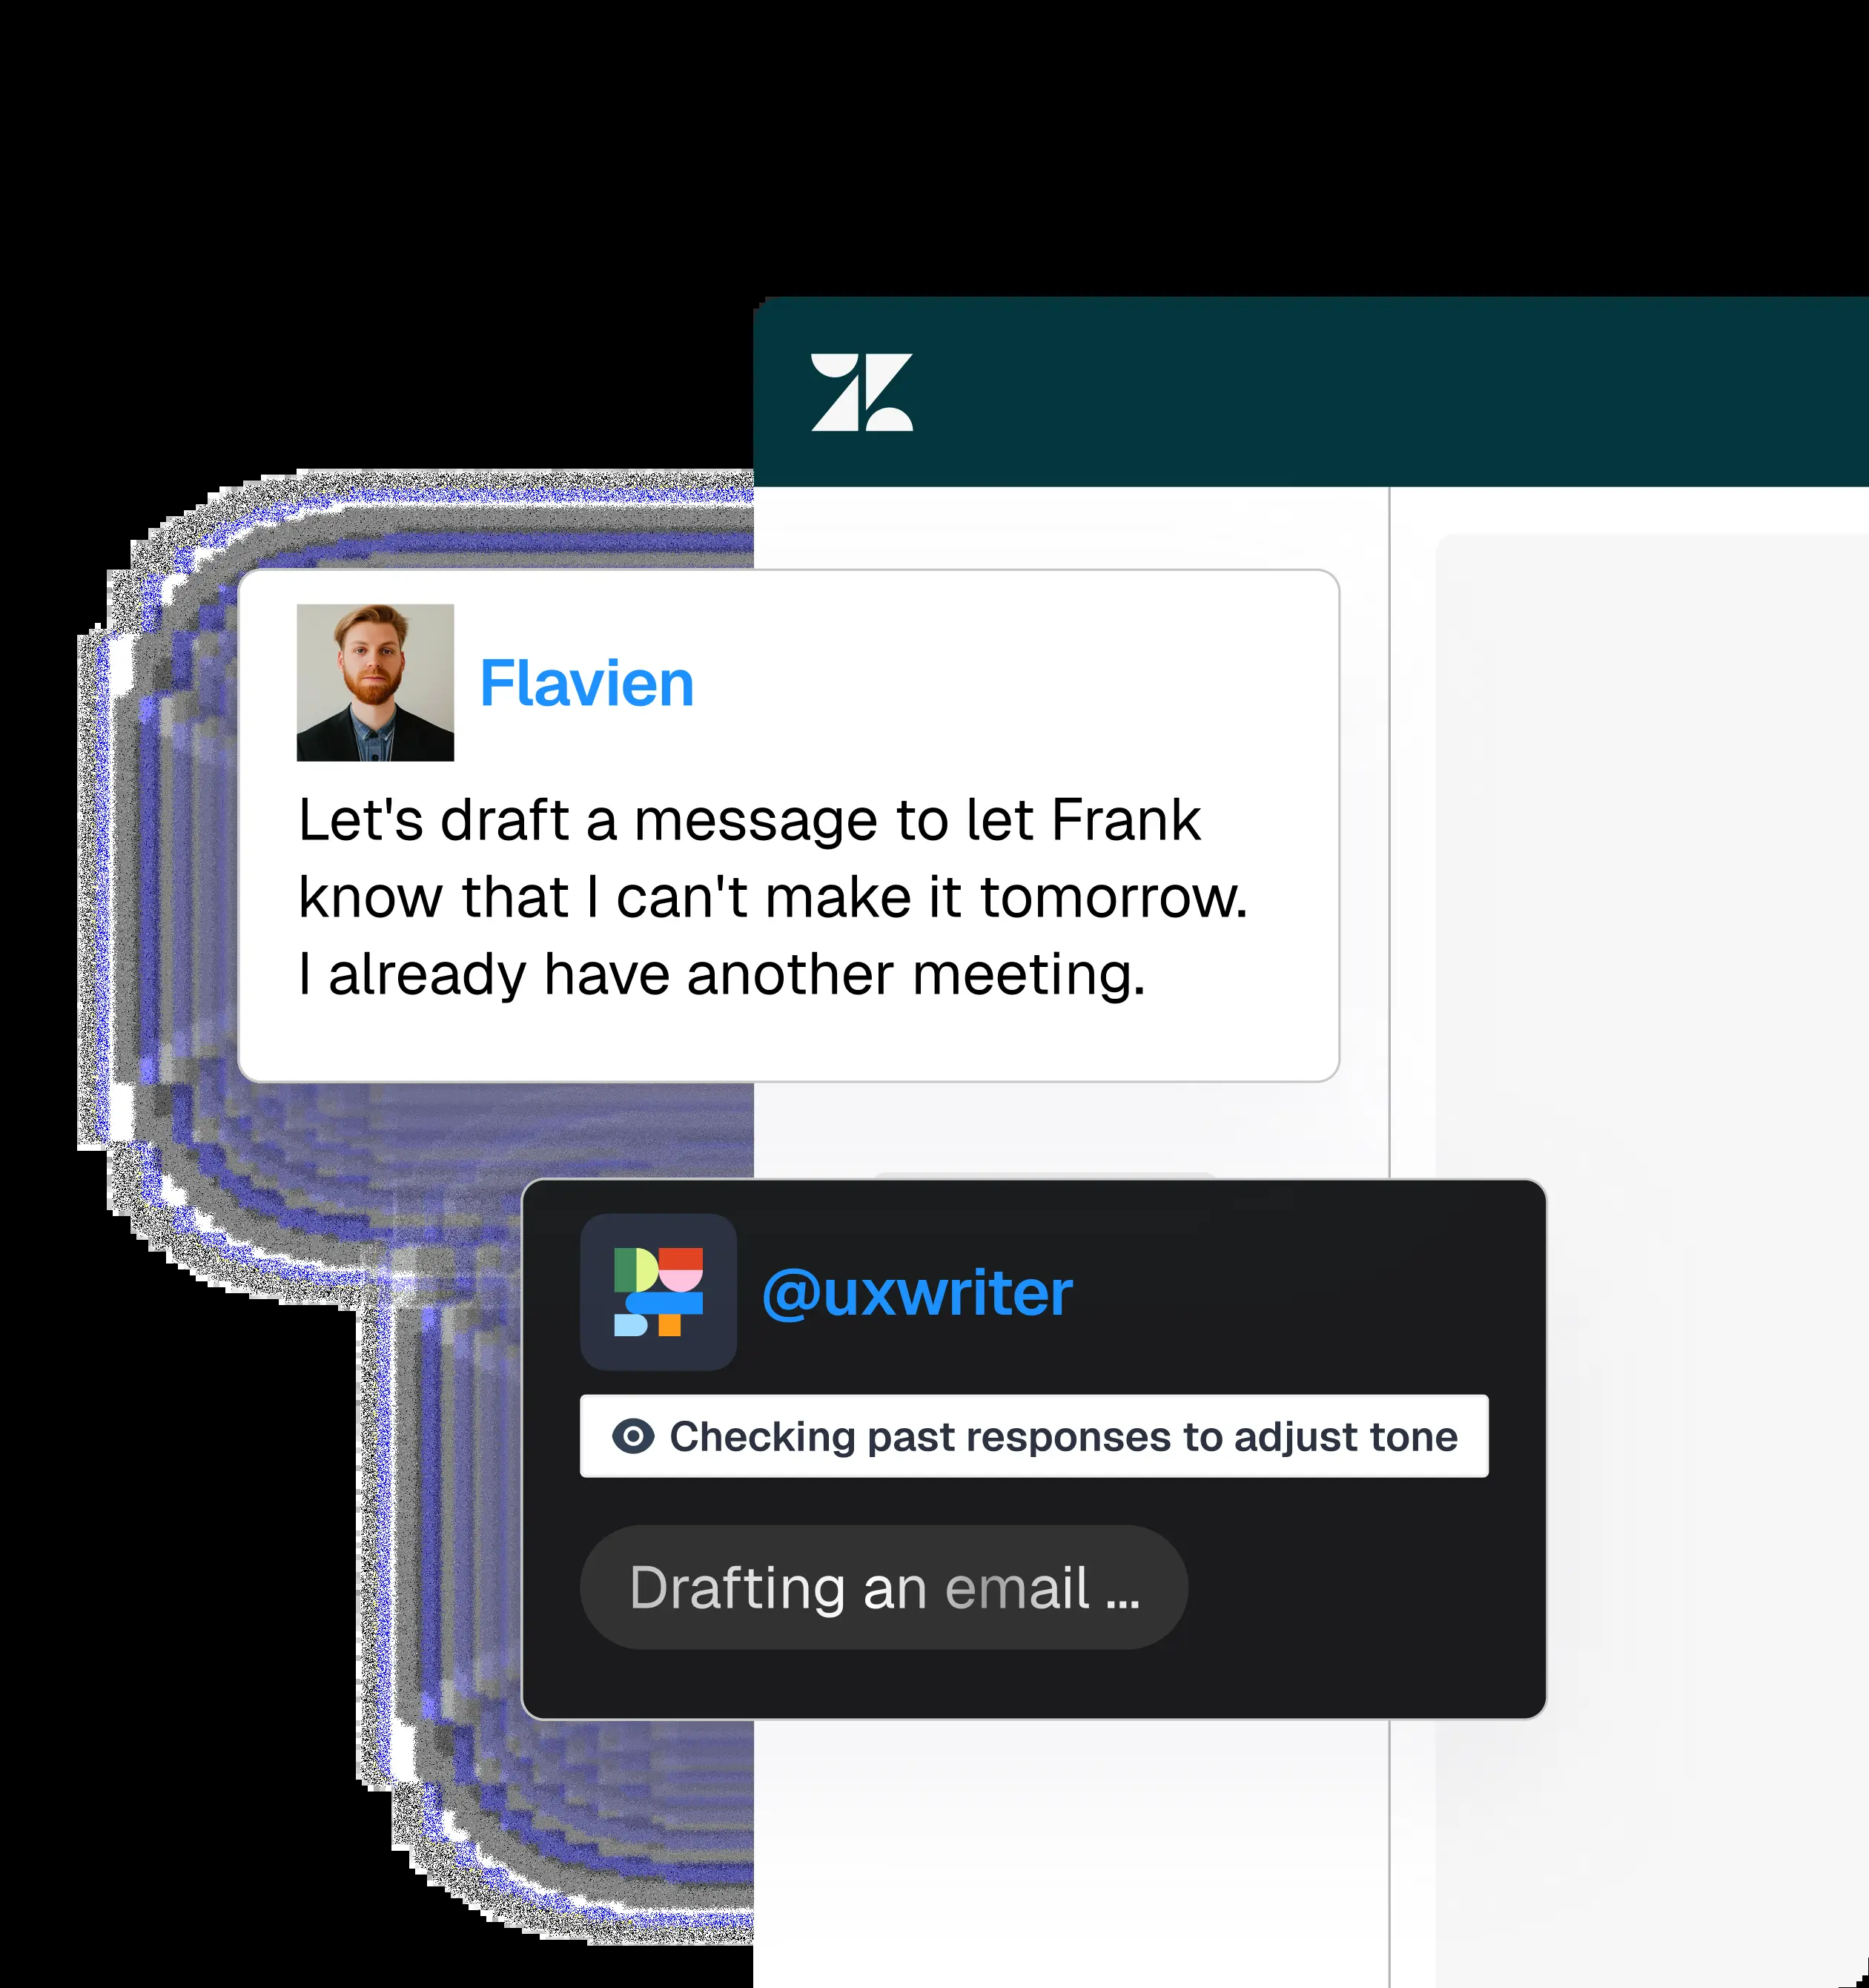 Flavien
Let's draft a message to let Frank
know that I can't make it tomorrow.
I already have another meeting.
@uxwriter
Checking past responses to adjust tone
Drafting an email ...